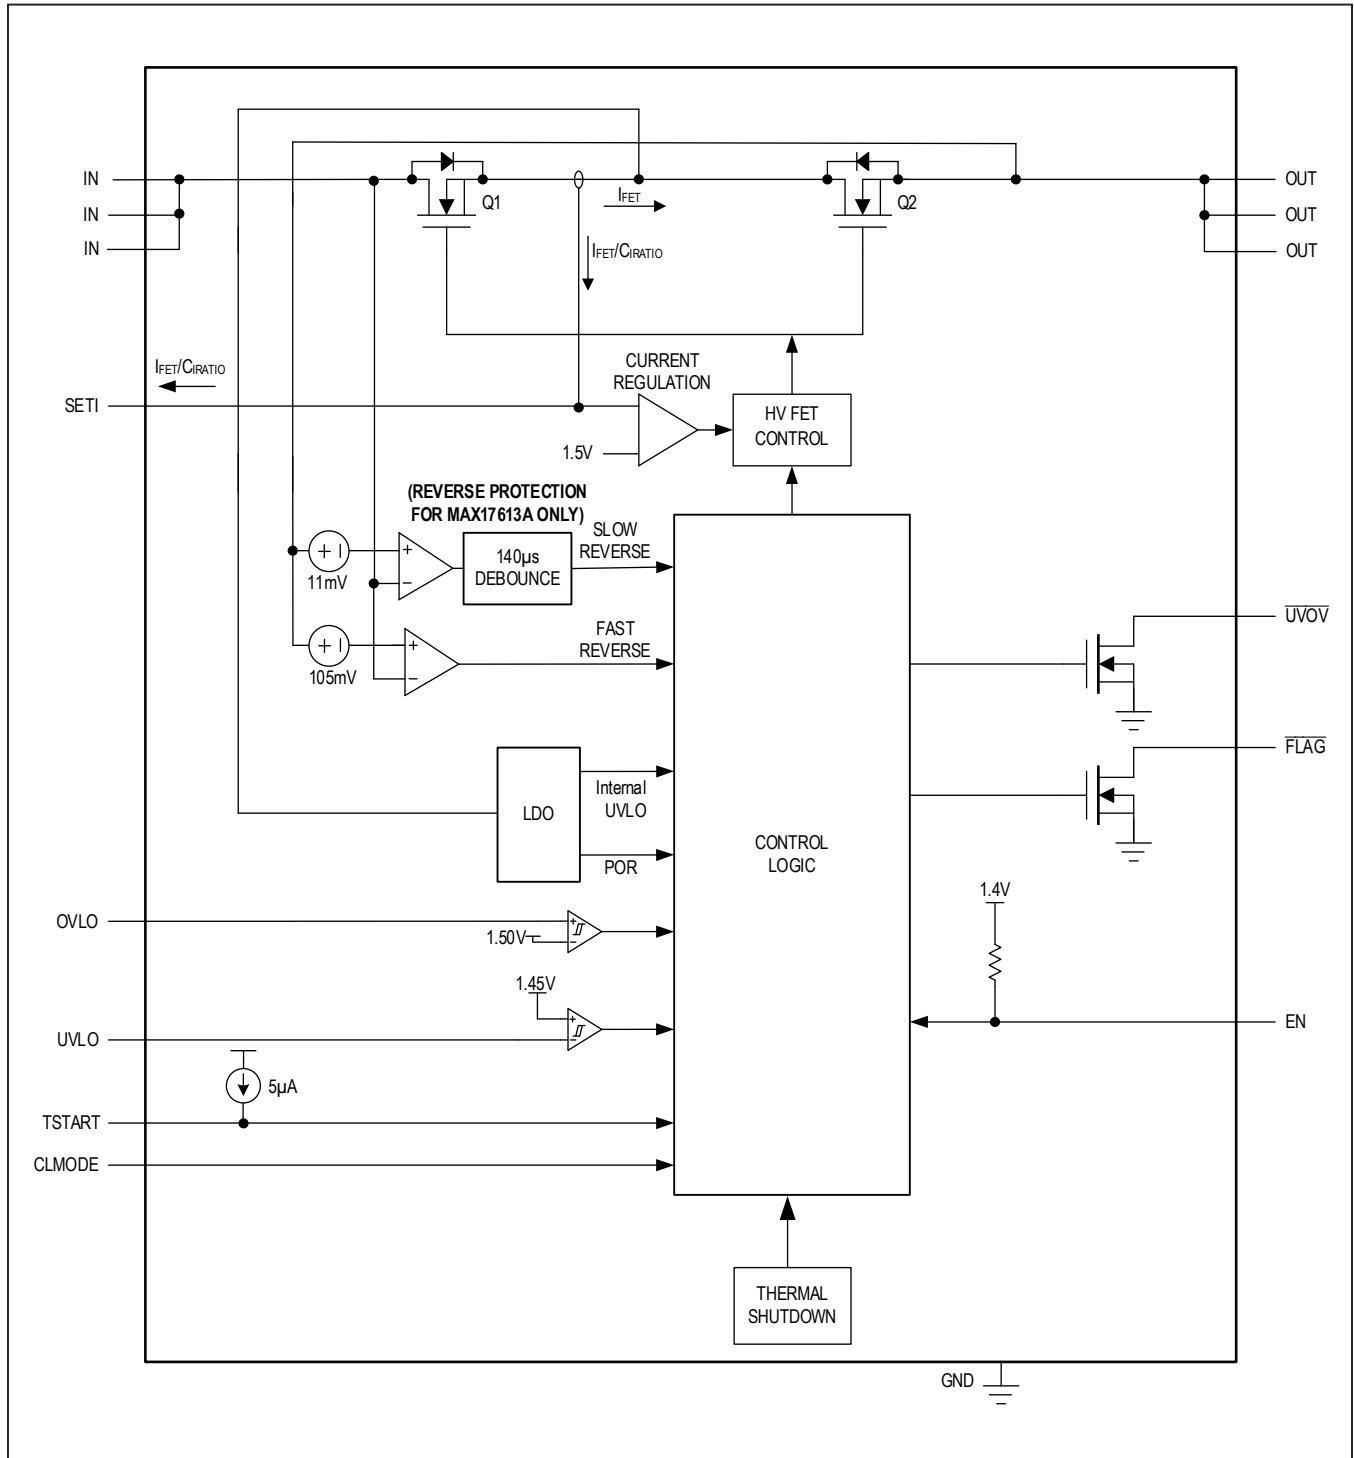 IN
IN
IN
Q1
IFET
Q2
OUT
OUT
OUT
IFET/CIRATIO
IFET/CIRATIO
SETI
CURRENT
REGULATION
1.5V
HV FET
CONTROL
(REVERSE PROTECTION
FOR MAX17613A ONLY)
+ I
11mV
+
−
140µs
DEBOUNCE
SLOW
REVERSE
+ I
105mV
+
−
FAST
REVERSE
UVOV
FLAG
LDO
Internal
UVLO
POR
CONTROL
LOGIC
OVLO
1.50V
+
−
1.4V
1.45V
+
−
UVLO
EN
5µA
TSTART
CLMODE
THERMAL
SHUTDOWN
GND